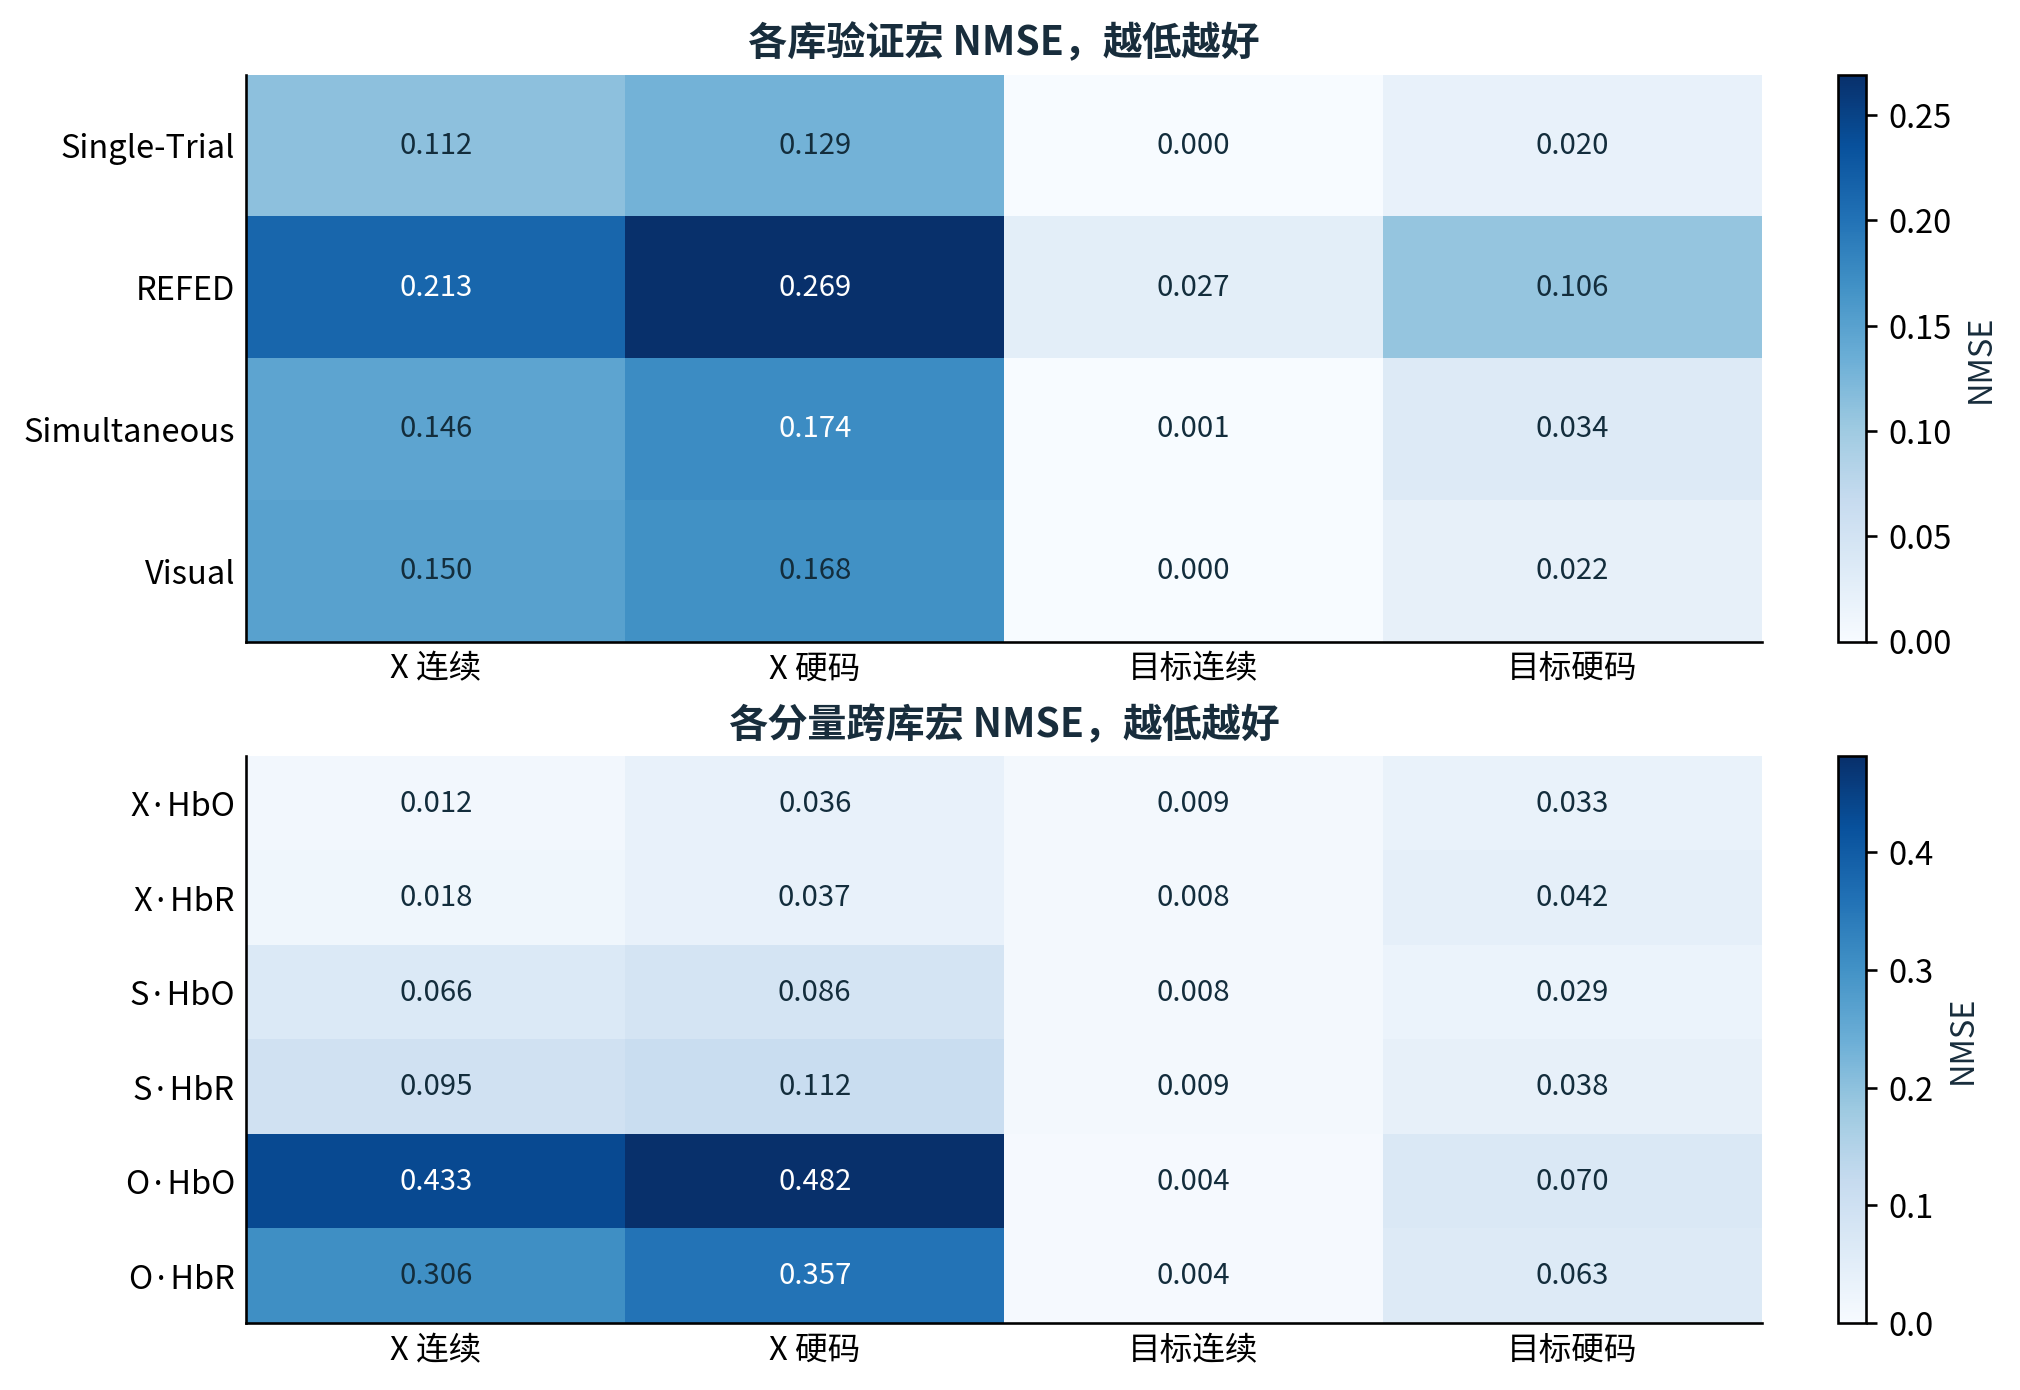 各库验证宏 NMSE，越低越好
Single-Trial 0.112 0.129 0.000 0.020
REFED 0.213 0.269 0.027 0.106
Simultaneous 0.146 0.174 0.001 0.034
Visual 0.150 0.168 0.000 0.022
X 连续 X 硬码 目标连续 目标硬码
0.25
0.20
0.15
0.10
0.05
0.00
NMSE
各分量跨库宏 NMSE，越低越好
X·HbO 0.012 0.036 0.009 0.033
X·HbR 0.018 0.037 0.008 0.042
S·HbO 0.066 0.086 0.008 0.029
S·HbR 0.095 0.112 0.009 0.038
O·HbO 0.433 0.482 0.004 0.070
O·HbR 0.306 0.357 0.004 0.063
X 连续 X 硬码 目标连续 目标硬码
0.4
0.3
0.2
0.1
0.0
NMSE